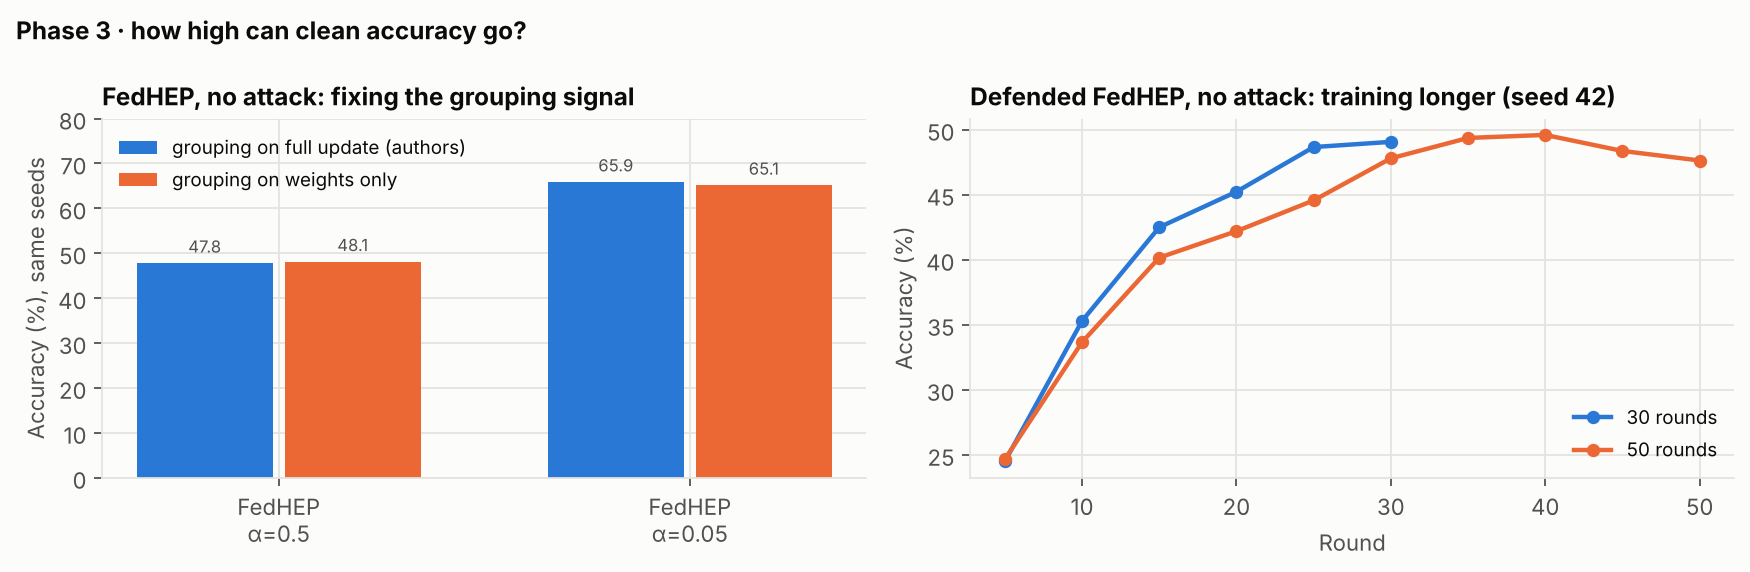 Phase 3 · how high can clean accuracy go?
FedHEP, no attack: fixing the grouping signal
Accuracy (%), same seeds
80
70
60
50
40
30
20
10
0
grouping on full update (authors)
grouping on weights only
47.8
48.1
65.9
65.1
FedHEP
α=0.5
FedHEP
α=0.05
Defended FedHEP, no attack: training longer (seed 42)
Accuracy (%)
50
45
40
35
30
25
30 rounds
50 rounds
10
20
30
40
50
Round